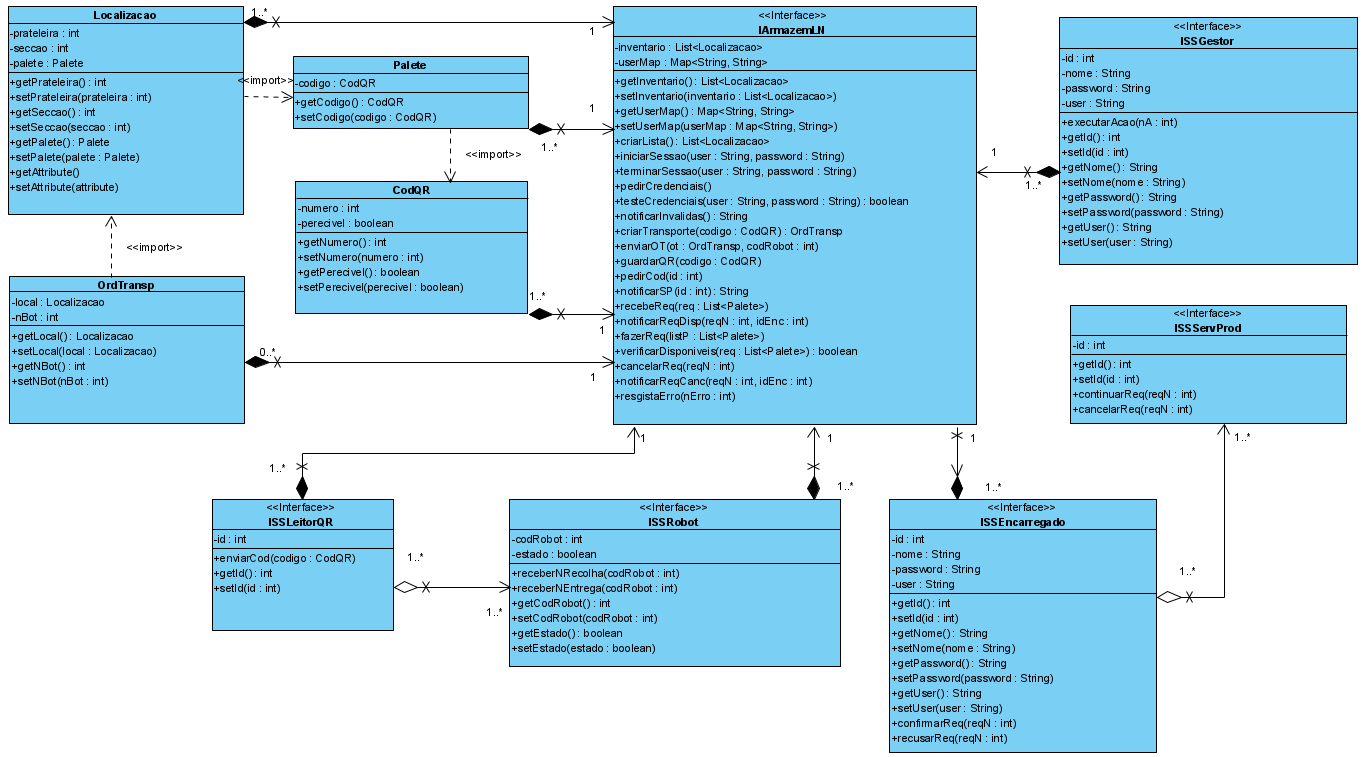 Localizacao
-prateleira : int
-seccao : int
-palete : Palete
+getPrateleira() : int
+setPrateleira(prateleira : int)
+getSeccao() : int
+setSeccao(seccao : int)
+getPalete() : Palete
+setPalete(palete : Palete)
+getAttribute()
+setAttribute(attribute)
1..*
1
<<import>>
Palete
-codigo : CodQR
+getCodigo() : CodQR
+setCodigo(codigo : CodQR)
1
1..*
<<import>>
CodQR
-numero : int
-perecivel : boolean
+getNumero() : int
+setNumero(numero : int)
+getPerecivel() : boolean
+setPerecivel(perecivel : boolean)
1..*
1
<<import>>
OrdTransp
-local : Localizacao
-nBot : int
+getLocal() : Localizacao
+setLocal(local : Localizacao)
+getNBot() : int
+setNBot(nBot : int)
0..*
1
<<Interface>>
IArmazemLN
-inventario : List<Localizacao>
-userMap : Map<String, String>
+getInventario() : List<Localizacao>
+setInventario(inventario : List<Localizacao>)
+getUserMap() : Map<String, String>
+setUserMap(userMap : Map<String, String>)
+criarLista() : List<Localizacao>
+iniciarSessao(user : String, password : String)
+terminarSessao(user : String, password : String)
+pedirCredenciais()
+testeCredenciais(user : String, password : String) : boolean
+notificarInvalidas() : String
+criarTransporte(codigo : CodQR) : OrdTransp
+enviarOT(ot : OrdTransp, codRobot : int)
+guardarQR(codigo : CodQR)
+pedirCod(id : int)
+notificarSP(id : int) : String
+recebeReq(req : List<Palete>)
+notificarReqDisp(reqN : int, idEnc : int)
+fazerReq(listP : List<Palete>)
+verificarDisponiveis(req : List<Palete>) : boolean
+cancelarReq(reqN : int)
+notificarReqCanc(reqN : int, idEnc : int)
+resgistaErro(nErro : int)
1
1..*
<<Interface>>
ISSGestor
-id : int
-nome : String
-password : String
-user : String
+executarAcao(nA : int)
+getId() : int
+setId(id : int)
+getNome() : String
+setNome(nome : String)
+getPassword() : String
+setPassword(password : String)
+getUser() : String
+setUser(user : String)
<<Interface>>
ISSServProd
-id : int
+getId() : int
+setId(id : int)
+continuarReq(reqN : int)
+cancelarReq(reqN : int)
1..*
1
1..*
<<Interface>>
ISSLeitorQR
-id : int
+enviarCod(codigo : CodQR)
+getId() : int
+setId(id : int)
1..*
1..*
1
1..*
<<Interface>>
ISSRobot
-codRobot : int
-estado : boolean
+receberNRecolha(codRobot : int)
+receberNEntrega(codRobot : int)
+getCodRobot() : int
+setCodRobot(codRobot : int)
+getEstado() : boolean
+setEstado(estado : boolean)
1
1..*
<<Interface>>
ISSEncarregado
-id : int
-nome : String
-password : String
-user : String
+getId() : int
+setId(id : int)
+getNome() : String
+setNome(nome : String)
+getPassword() : String
+setPassword(password : String)
+getUser() : String
+setUser(user : String)
+confirmarReq(reqN : int)
+recusarReq(reqN : int)
1..*